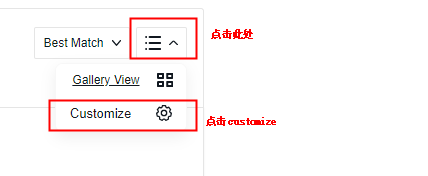 点击此处
Best Match
Gallery View
Customize
点击customize